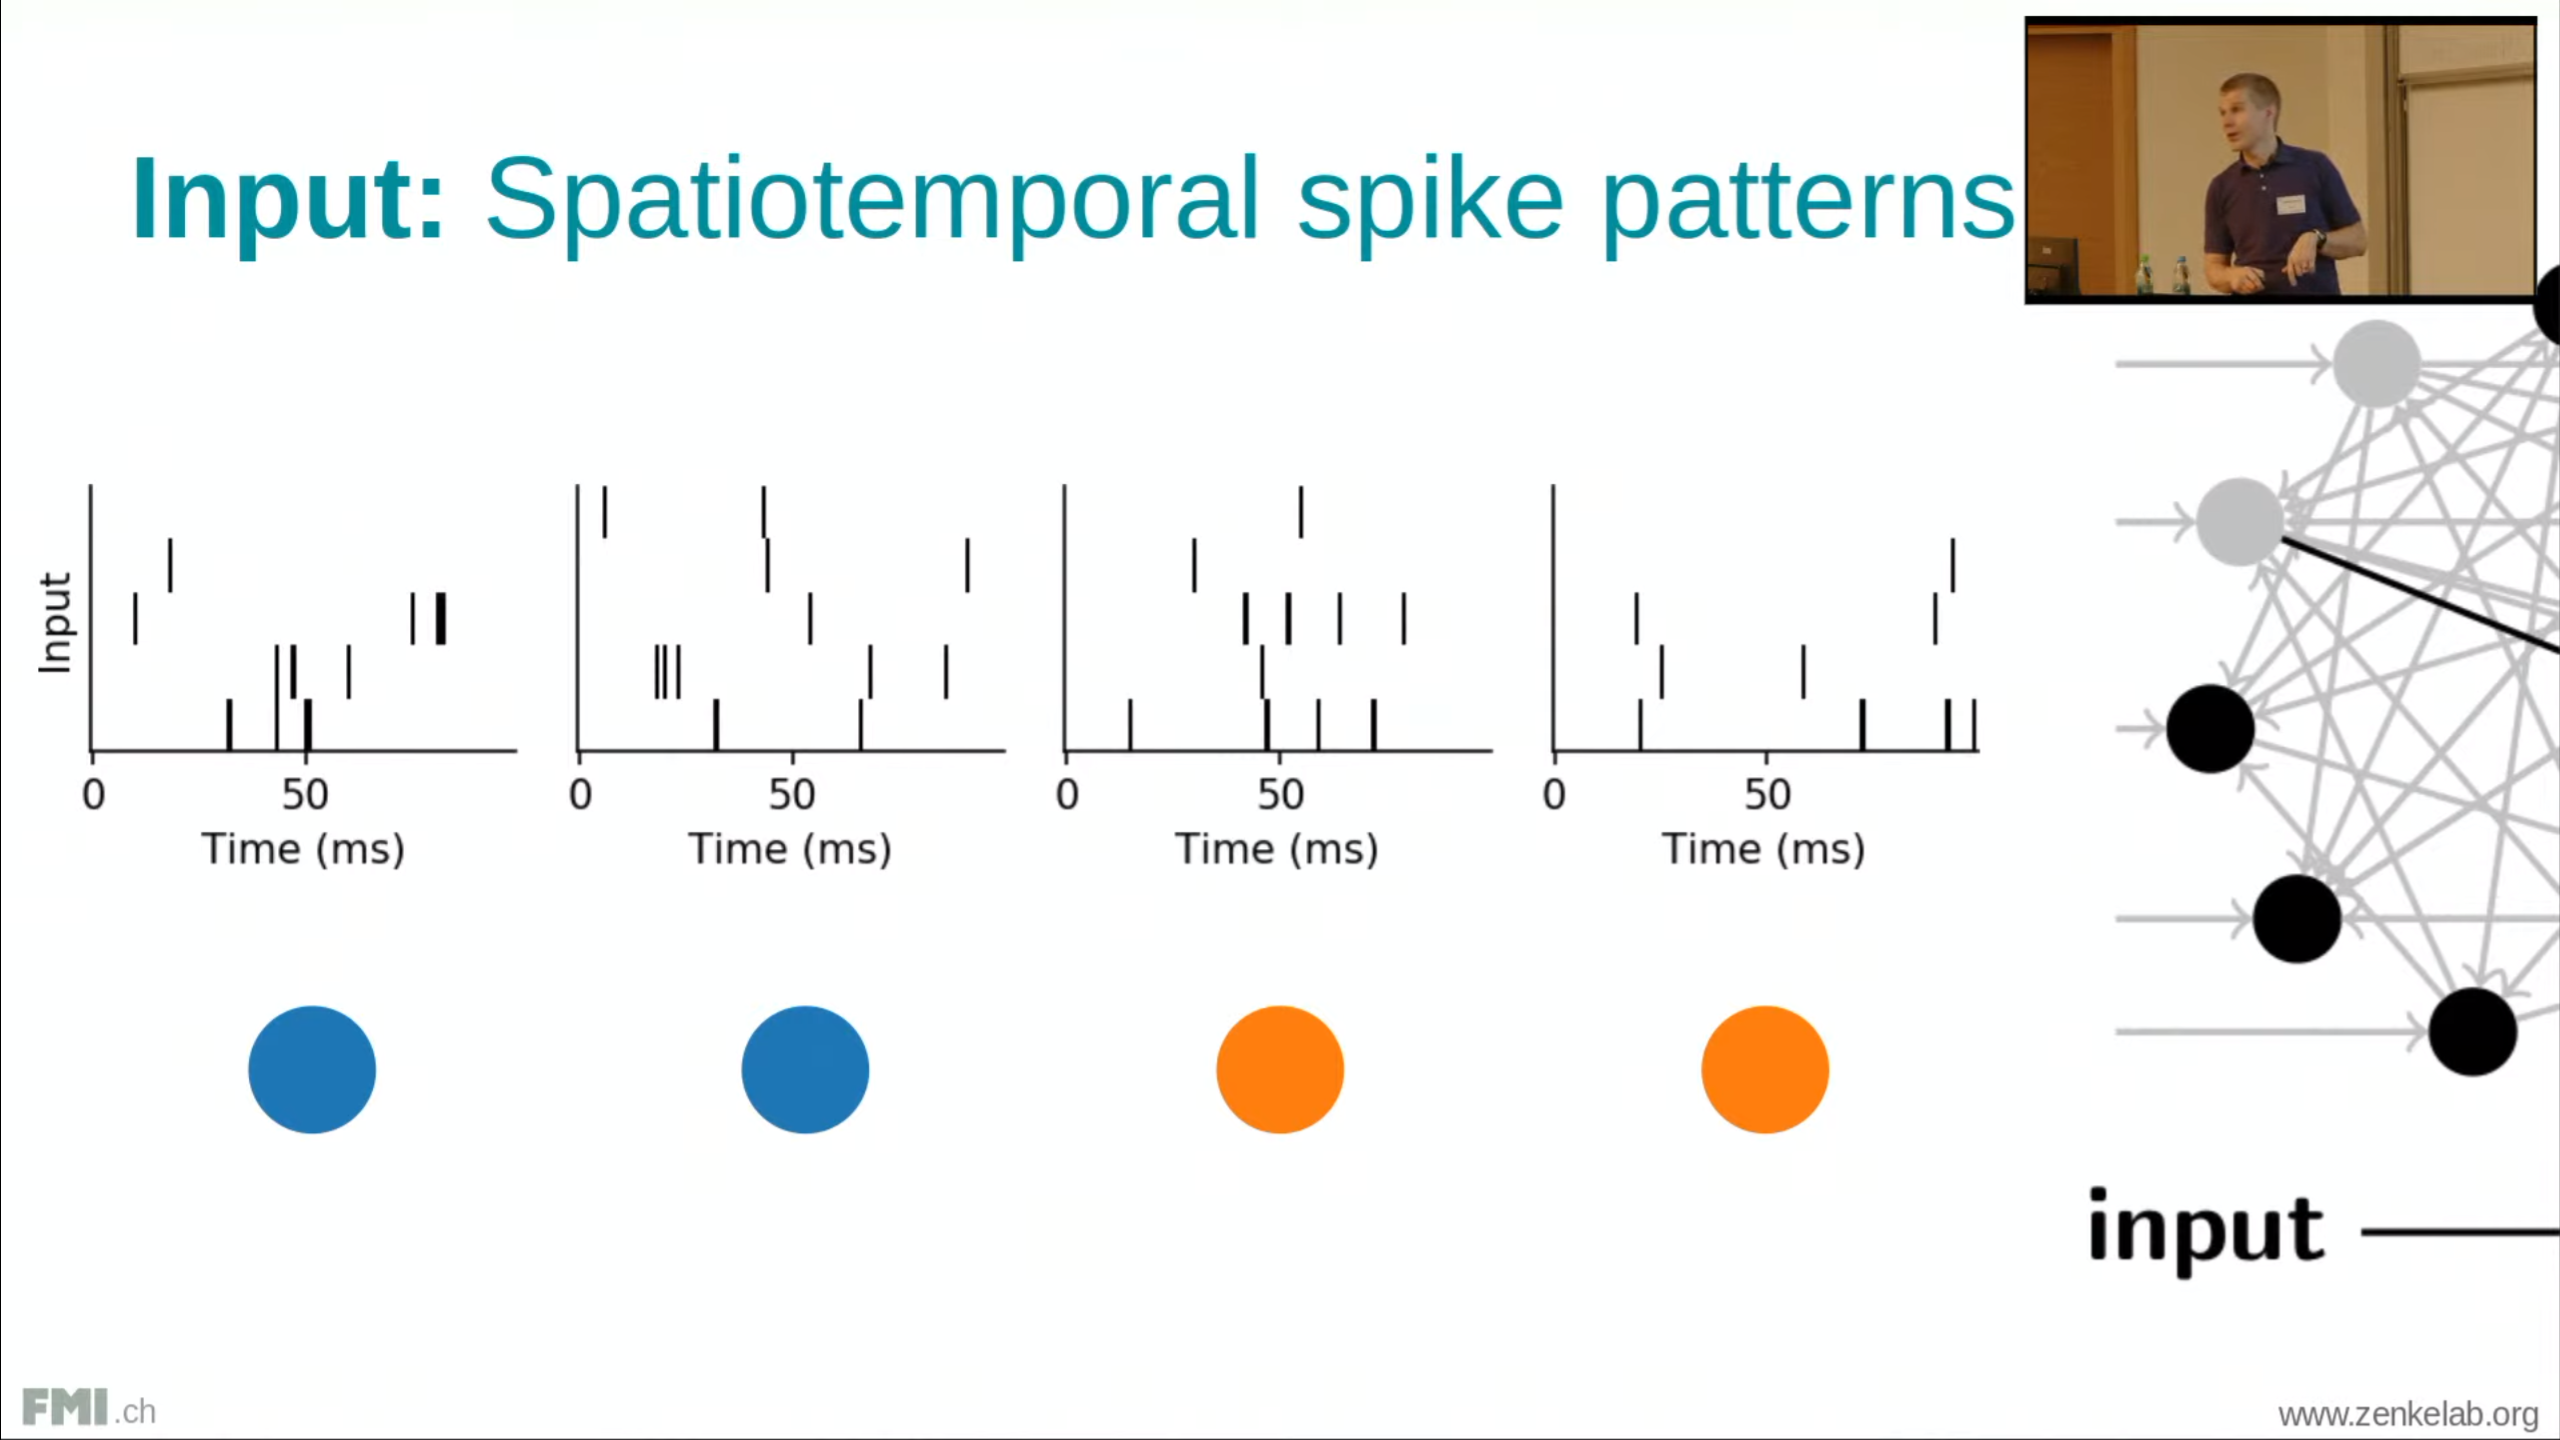 Input: Spatiotemporal spike patterns
Input
0 50
Time (ms)
0 50
Time (ms)
0 50
Time (ms)
0 50
Time (ms)
input
FMI.ch
www.zenkelab.org